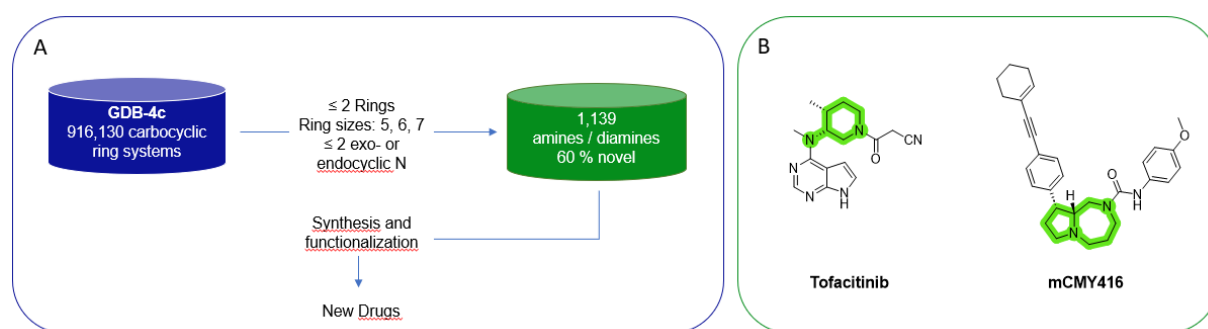 A
GDB-4c
916,130 carbocyclic
ring systems
≤ 2 Rings
Ring sizes: 5, 6, 7
≤ 2 exo- or
endocyclic N
1,139
amines / diamines
60 % novel
Synthesis and
functionalization
New Drugs
B
N
N
O
CN
N
N
N
H
Tofacitinib
O
O
N
H
H
N
N
mCMY416